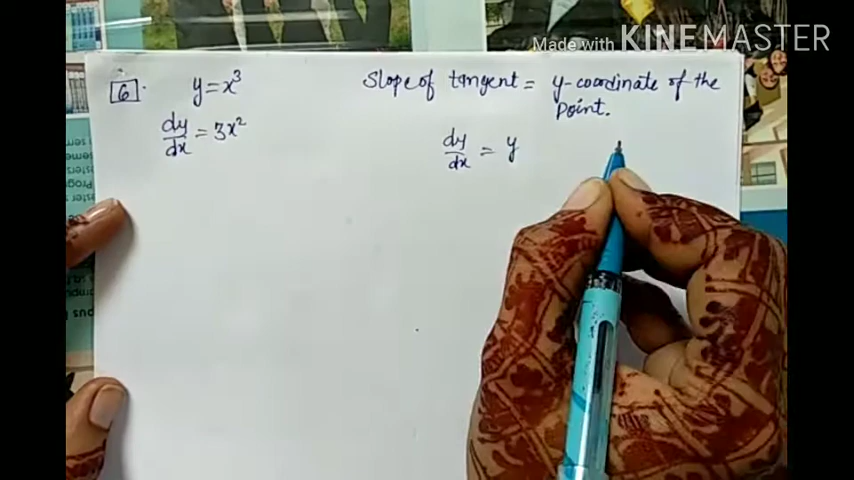 Made with KINEMASTER
6. y = x³ Slope of tangent = y-coordinate of the
point.
dy/dx = 3x² dy/dx = y